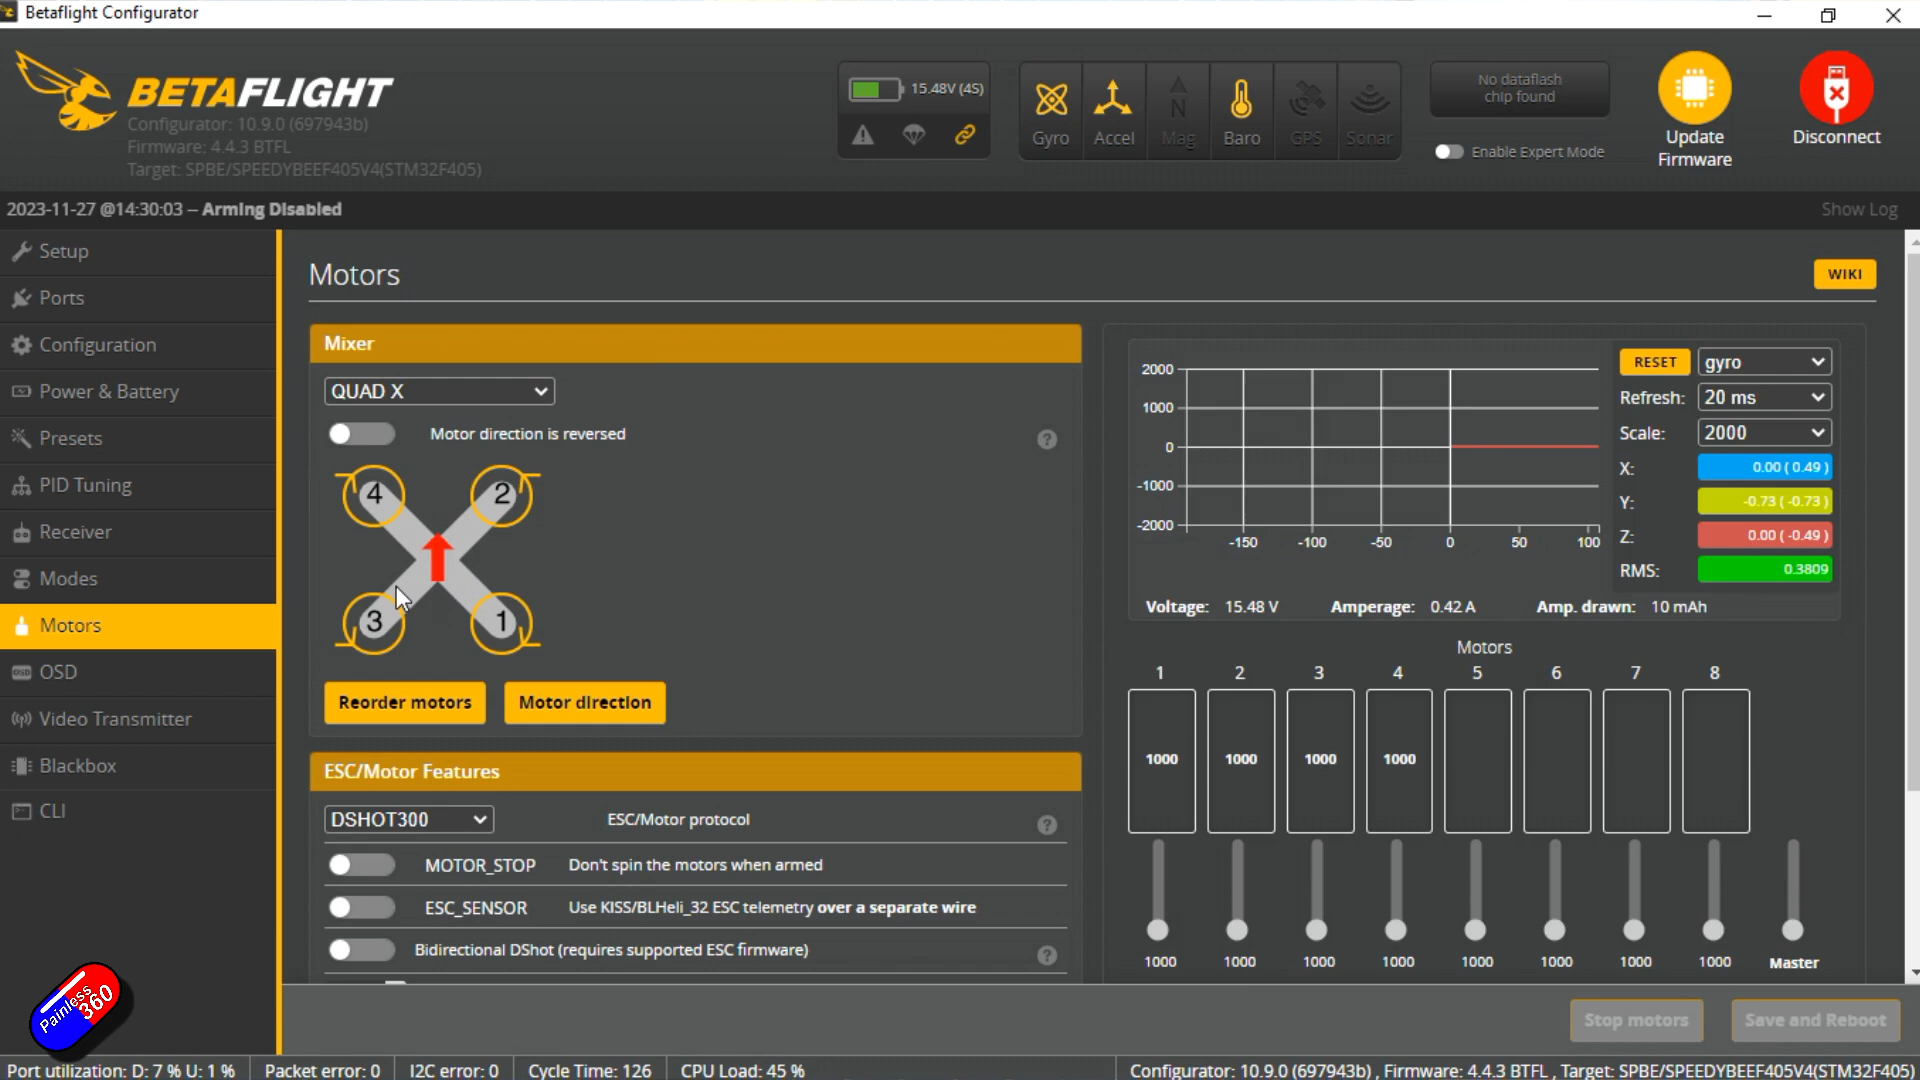 Betaflight Configurator
BETAFLIGHT
Configurator: 10.9.0 (697943b)
Firmware: 4.4.3 BTFL
Target: SPBE/SPEEDYBEEF405V4(STM32F405)
15.48V (4S)
Gyro
Accel
N
Mag
Baro
GPS
Sonar
No dataflash
chip found
Enable Expert Mode
Update
Firmware
Disconnect
2023-11-27 @14:30:03 -- Arming Disabled
Show Log
Setup
Ports
Configuration
Power & Battery
Presets
PID Tuning
Receiver
Modes
Motors
OSD
Video Transmitter
Blackbox
CLI
Motors
WIKI
Mixer
QUAD X
Motor direction is reversed
?
4
2
3
1
Reorder motors
Motor direction
ESC/Motor Features
DSHOT300
ESC/Motor protocol
?
MOTOR_STOP Don't spin the motors when armed
ESC_SENSOR Use KISS/BLHeli_32 ESC telemetry over a separate wire
Bidirectional DShot (requires supported ESC firmware)
?
2000
1000
0
-1000
-2000
-150 -100 -50 0 50 100
RESET
gyro
Refresh: 20 ms
Scale: 2000
X: 0.00 ( 0.49 )
Y: -0.73 ( -0.73 )
Z: 0.00 ( -0.49 )
RMS: 0.3809
Voltage: 15.48 V Amperage: 0.42 A Amp. drawn: 10 mAh
Motors
1 2 3 4 5 6 7 8
1000 1000 1000 1000
1000 1000 1000 1000 1000 1000 1000 1000 Master
Stop motors
Save and Reboot
Painless
360
Port utilization: D: 7 % U: 1 % Packet error: 0 I2C error: 0 Cycle Time: 126 CPU Load: 45 %
Configurator: 10.9.0 (697943b) , Firmware: 4.4.3 BTFL , Target: SPBE/SPEEDYBEEF405V4(STM32F405)